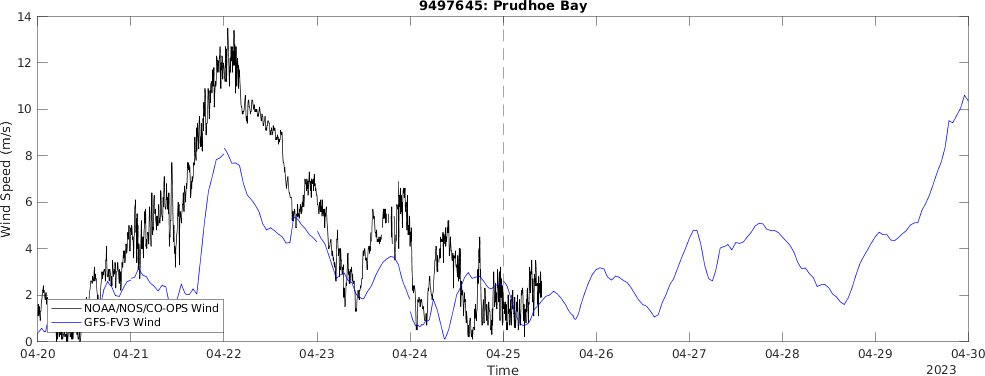 9497645: Prudhoe Bay
Wind Speed (m/s)
14
12
10
8
6
4
2
0
NOAA/NOS/CO-OPS Wind
GFS-FV3 Wind
04-20 04-21 04-22 04-23 04-24 04-25 04-26 04-27 04-28 04-29 04-30
Time
2023